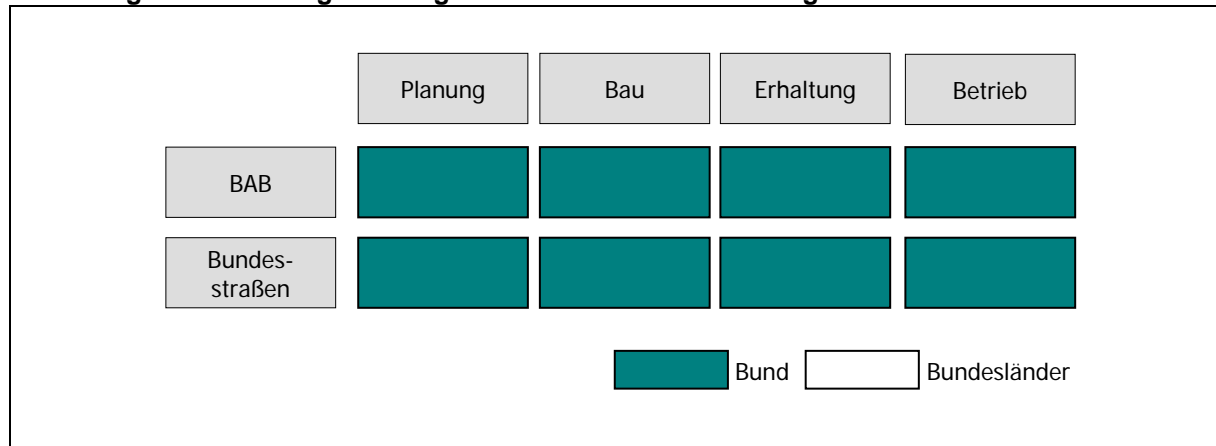 Planung Bau Erhaltung Betrieb
BAB
Bundes-
straßen
Bund Bundesländer